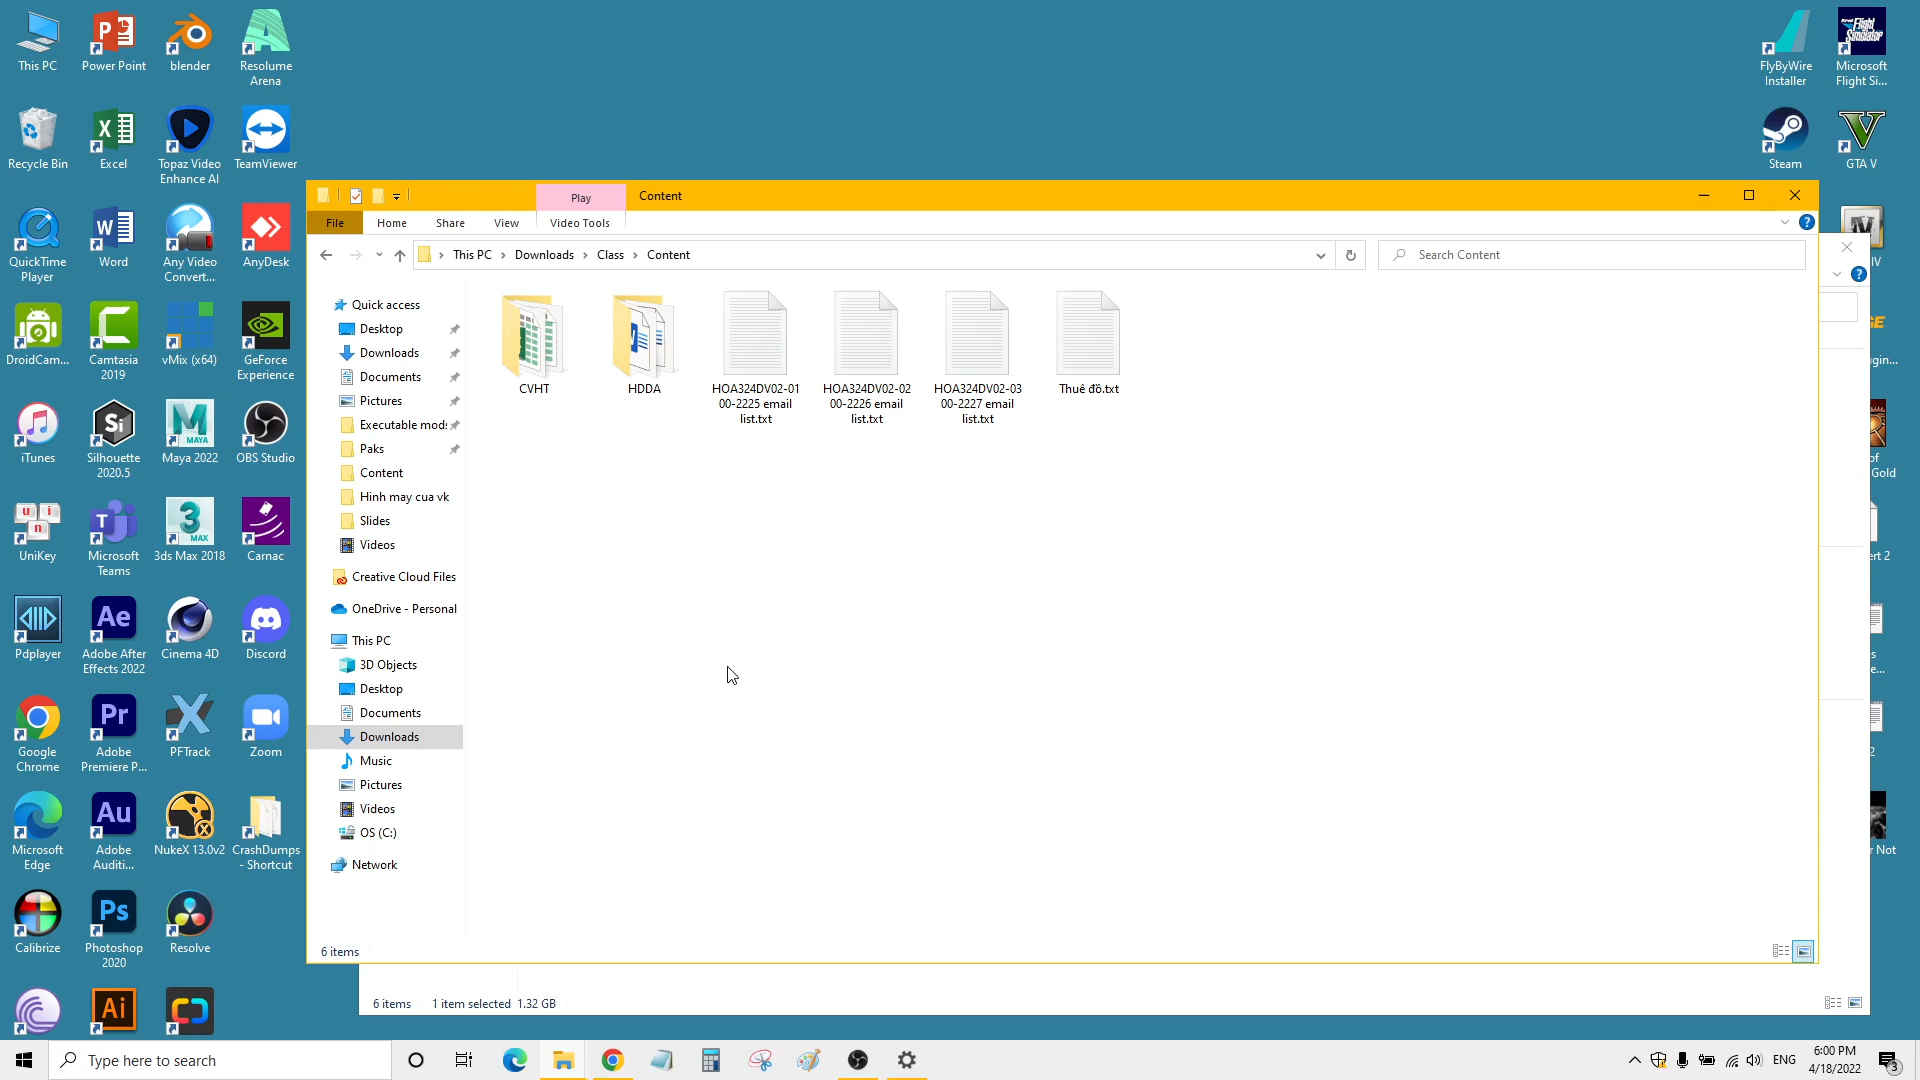 This PC
Power Point
blender
Resolume
Arena
FlyByWire
Installer
Microsoft
Flight Si...
Recycle Bin
Excel
Topaz Video
Enhance AI
TeamViewer
Steam
GTA V
QuickTime
Player
Word
Any Video
Convert...
AnyDesk
DroidCam...
Camtasia
2019
vMix (x64)
GeForce
Experience
iTunes
Silhouette
2020.5
Maya 2022
OBS Studio
UniKey
Microsoft
Teams
3ds Max 2018
Carnac
Pdplayer
Adobe After
Effects 2022
Cinema 4D
Discord
Google
Chrome
Adobe
Premiere P...
PFTrack
Zoom
Microsoft
Edge
Adobe
Auditi...
NukeX 13.0v2
CrashDumps
- Shortcut
Calibrize
Photoshop
2020
Resolve
Play
Content
File
Home
Share
View
Video Tools
This PC
Downloads
Class
Content
Search Content
Quick access
Desktop
Downloads
Documents
Pictures
Executable mods
Paks
Content
Hinh may cua vk
Slides
Videos
Creative Cloud Files
OneDrive - Personal
This PC
3D Objects
Desktop
Documents
Downloads
Music
Pictures
Videos
OS (C:)
Network
CVHT
HDDA
HOA324DV02-01
00-2225 email
list.txt
HOA324DV02-02
00-2226 email
list.txt
HOA324DV02-03
00-2227 email
list.txt
Thuê đồ.txt
6 items
6 items
1 item selected 1.32 GB
Type here to search
ENG
6:00 PM
4/18/2022
3